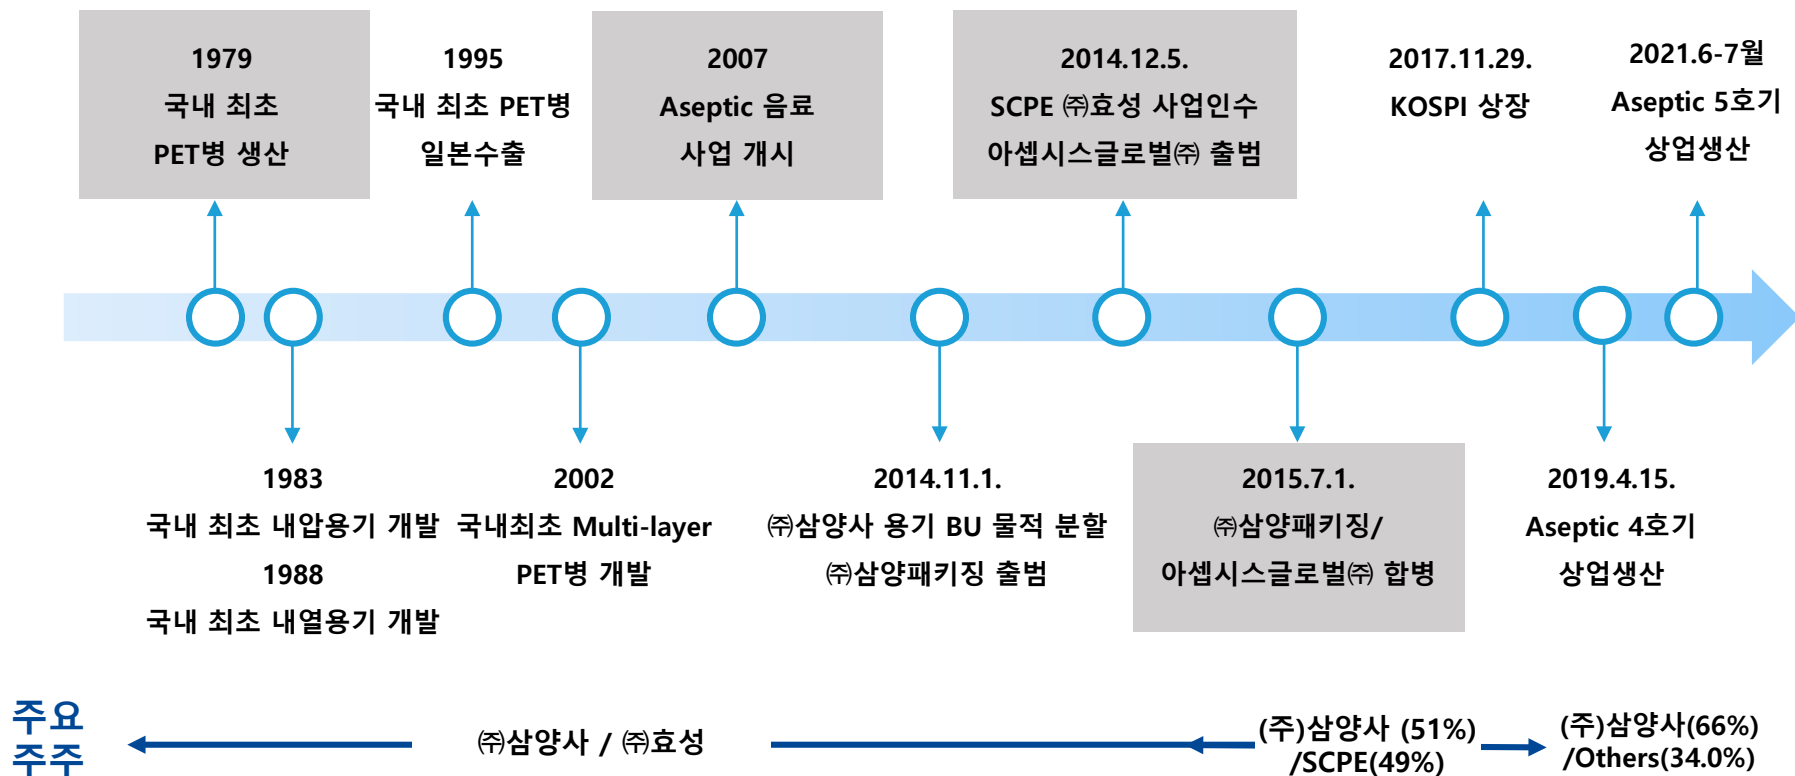 1979
국내 최초
PET병 생산
1995
국내 최초 PET병
일본수출
2007
Aseptic 음료
사업 개시
2014.12.5.
SCPE ㈜효성 사업인수
아셉시스글로벌㈜ 출범
2017.11.29.
KOSPI 상장
2021.6-7월
Aseptic 5호기
상업생산
1983
국내 최초 내압용기 개발
1988
국내 최초 내열용기 개발
2002
국내최초 Multi-layer
PET병 개발
2014.11.1.
㈜삼양사 용기 BU 물적 분할
㈜삼양패키징 출범
2015.7.1.
㈜삼양패키징/
아셉시스글로벌㈜ 합병
2019.4.15.
Aseptic 4호기
상업생산
주요
주주
㈜삼양사 / ㈜효성
(주)삼양사 (51%)
/SCPE(49%)
(주)삼양사(66%)
/Others(34.0%)